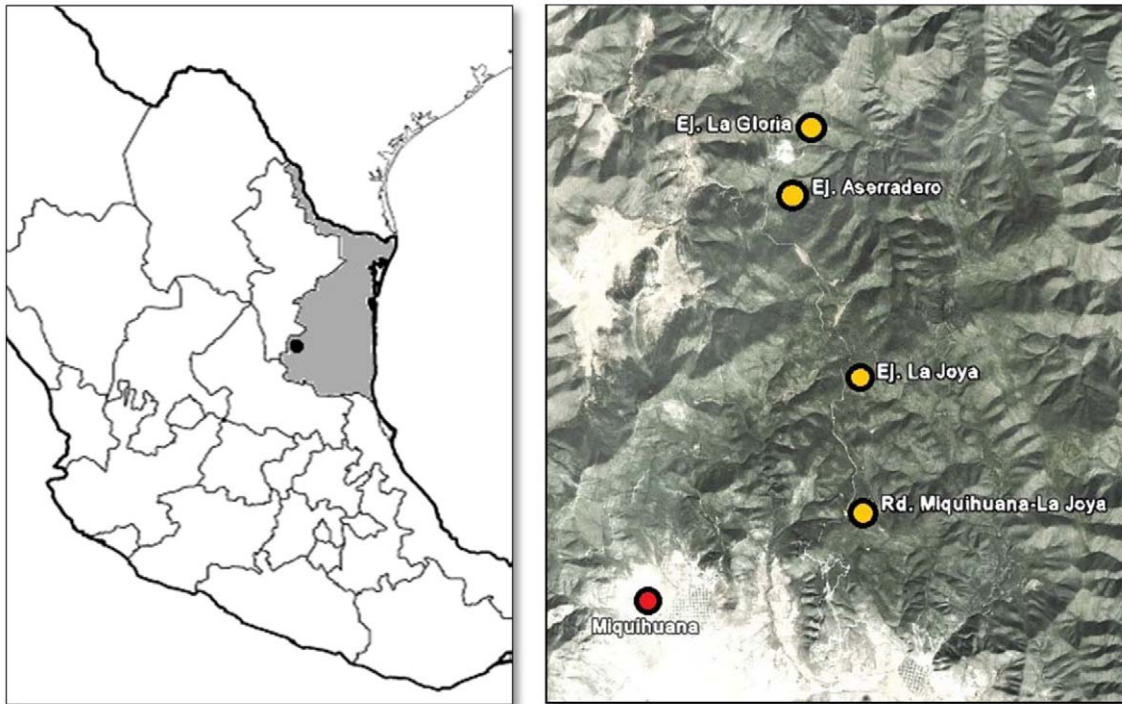 Ej. La Gloria
Ej. Aserradero
Ej. La Joya
Rd. Miquihuana-La Joya
Miquihuana